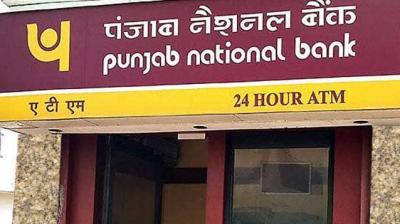 पंजाब नैशनल बैंक
punjab national bank
ए टी एम
24 HOUR ATM